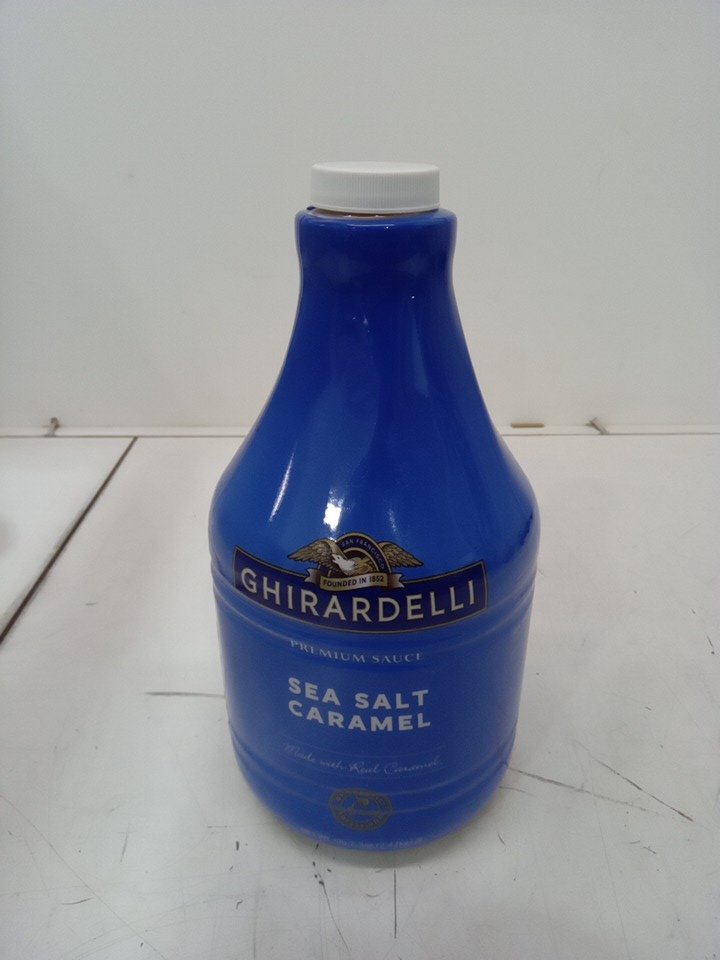 SAN FRANCISCO
FOUNDED IN 1852
GHIRARDELLI
PREMIUM SAUCE
SEA SALT
CARAMEL
Made with Real Caramel